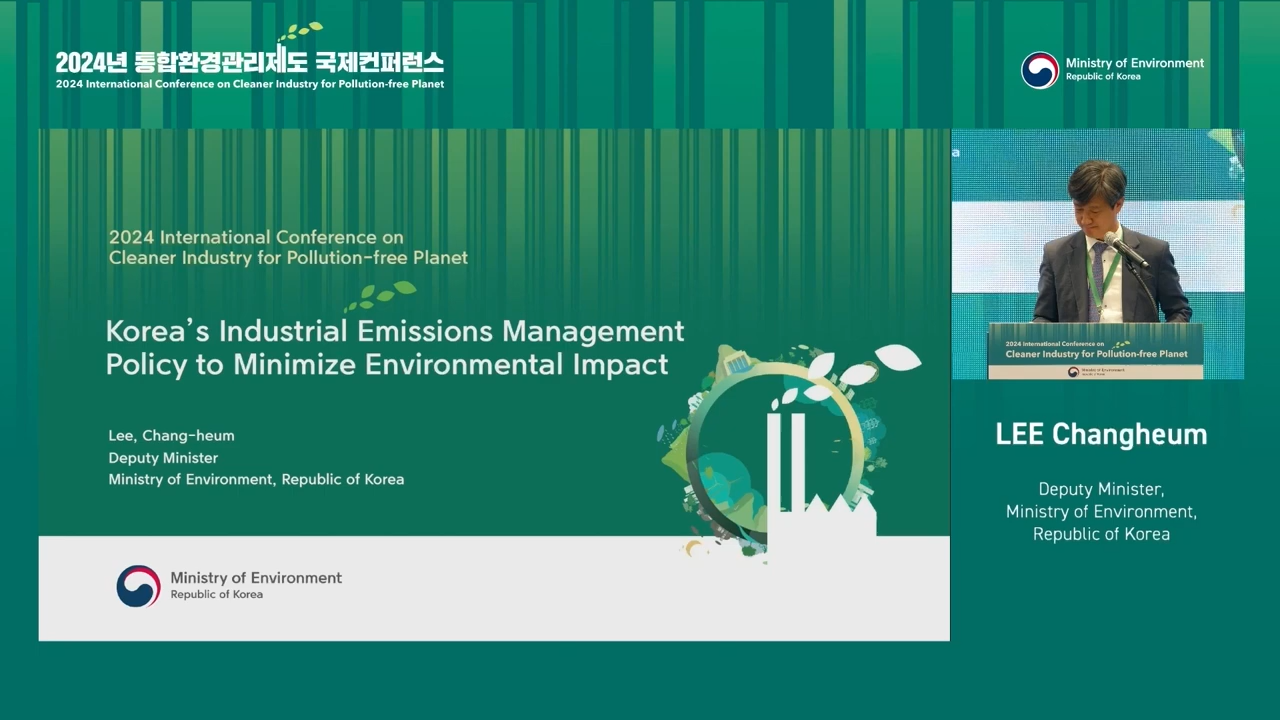 2024년 통합환경관리제도 국제컨퍼런스
2024 International Conference on Cleaner Industry for Pollution-free Planet
Ministry of Environment
Republic of Korea
2024 International Conference on
Cleaner Industry for Pollution-free Planet
Korea's Industrial Emissions Management
Policy to Minimize Environmental Impact
Lee, Chang-heum
Deputy Minister
Ministry of Environment, Republic of Korea
Ministry of Environment
Republic of Korea
a
2024 International Conference on
Cleaner Industry for Pollution-free Planet
Ministry of Environment
LEE Changheum
Deputy Minister,
Ministry of Environment,
Republic of Korea